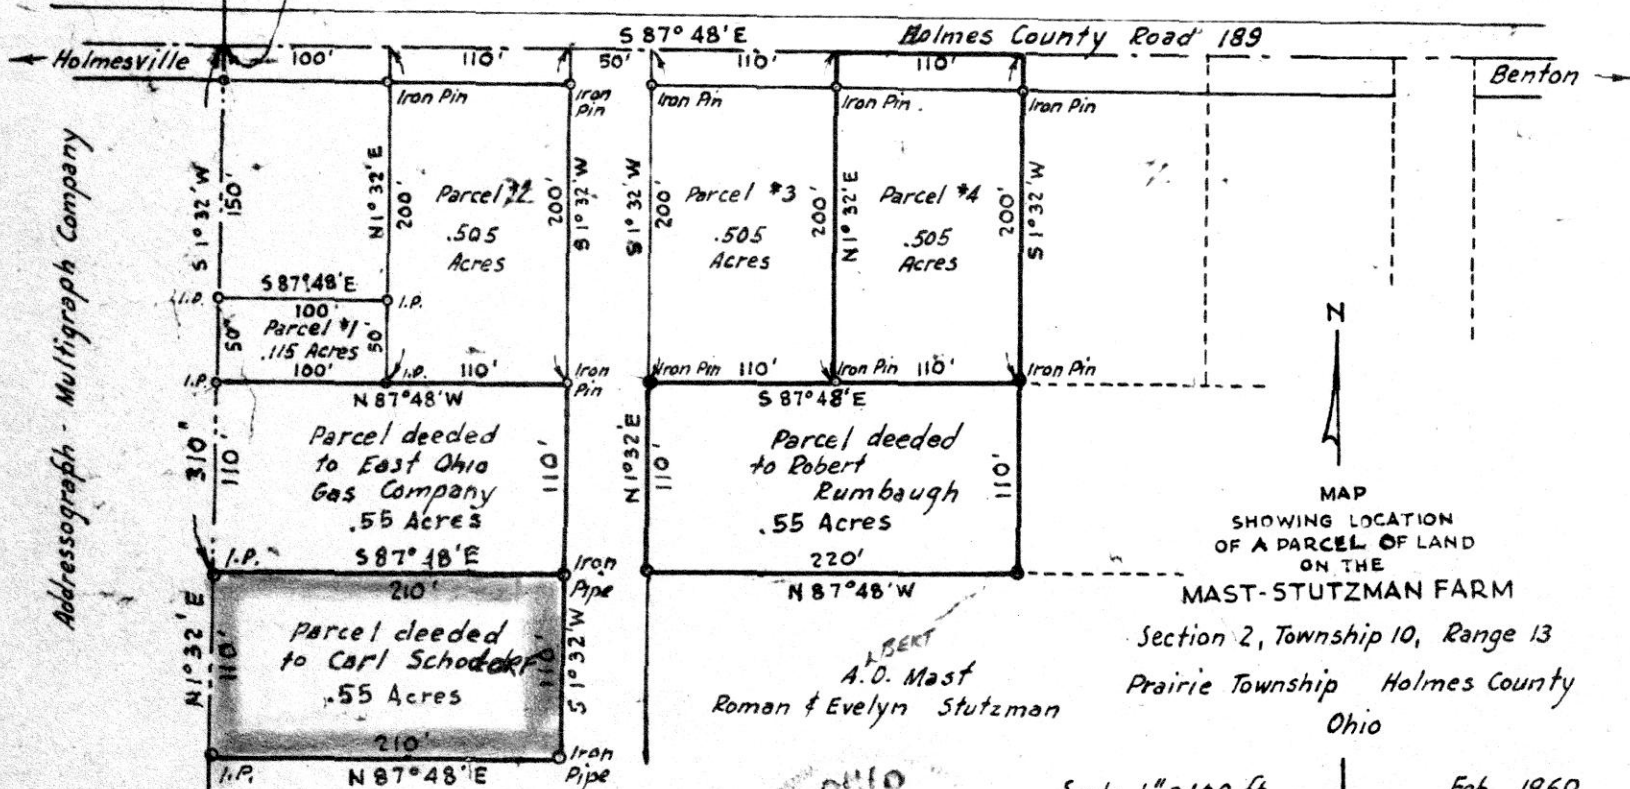 S 87° 48' E
Holmes County Road 189
Holmesville
100'
110'
50'
110'
110'
Benton
Iron Pin
Iron Pin
Iron Pin
Iron Pin
Iron Pin
S 1° 32' W
150'
N 1° 32' E
200'
Parcel #2
.505
Acres
200'
S 1° 32' W
S 1° 32' W
200'
Parcel #3
.505
Acres
200'
N 1° 32' E
Parcel #4
.505
Acres
200'
S 1° 32' W
Addressograph - Multigraph Company
S 87° 48' E
I.P.
100'
I.P.
50'
Parcel #1
.115 Acres
50
I.P.
100'
I.P.
110'
Iron Pin
Iron Pin
110'
Iron Pin
110'
Iron Pin
N 87° 48' W
S 87° 48' E
310"
110'
Parcel deeded
to East Ohio
Gas Company
.55 Acres
110'
N 1° 32' E
110'
Parcel deeded
to Robert
Rumbaugh
.55 Acres
110'
I.P.
S 87° 48' E
Iron Pipe
210'
220'
N 87° 48' W
N 1° 32' E
110'
Parcel deeded
to Carl
.55 Acres
110'
S 1° 32' W
210'
I.P.
N 87° 48' E
Iron Pipe
BERT
A.D. Mast
Roman & Evelyn Stutzman
N
MAP
SHOWING LOCATION
OF A PARCEL OF LAND
ON THE
MAST-STUTZMAN FARM
Section 2, Township 10, Range 13
Prairie Township Holmes County
Ohio
OHIO
Feb. 1960